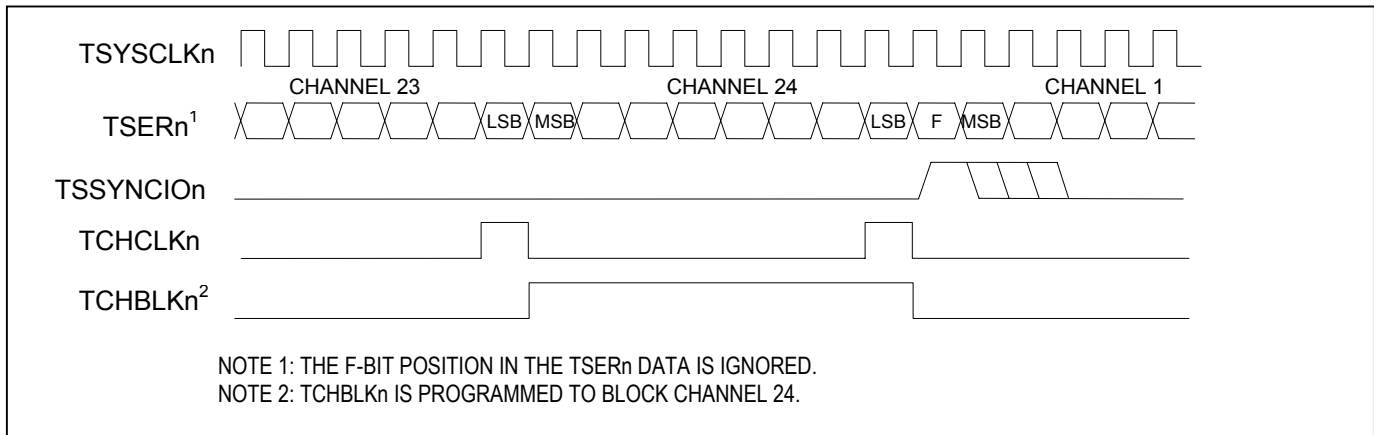 TSYSCLKn
CHANNEL 23 CHANNEL 24 CHANNEL 1
TSERn¹ LSB MSB LSB F MSB
TSSYNCIOn
TCHCLKn
TCHBLKn²
NOTE 1: THE F-BIT POSITION IN THE TSERn DATA IS IGNORED.
NOTE 2: TCHBLKn IS PROGRAMMED TO BLOCK CHANNEL 24.